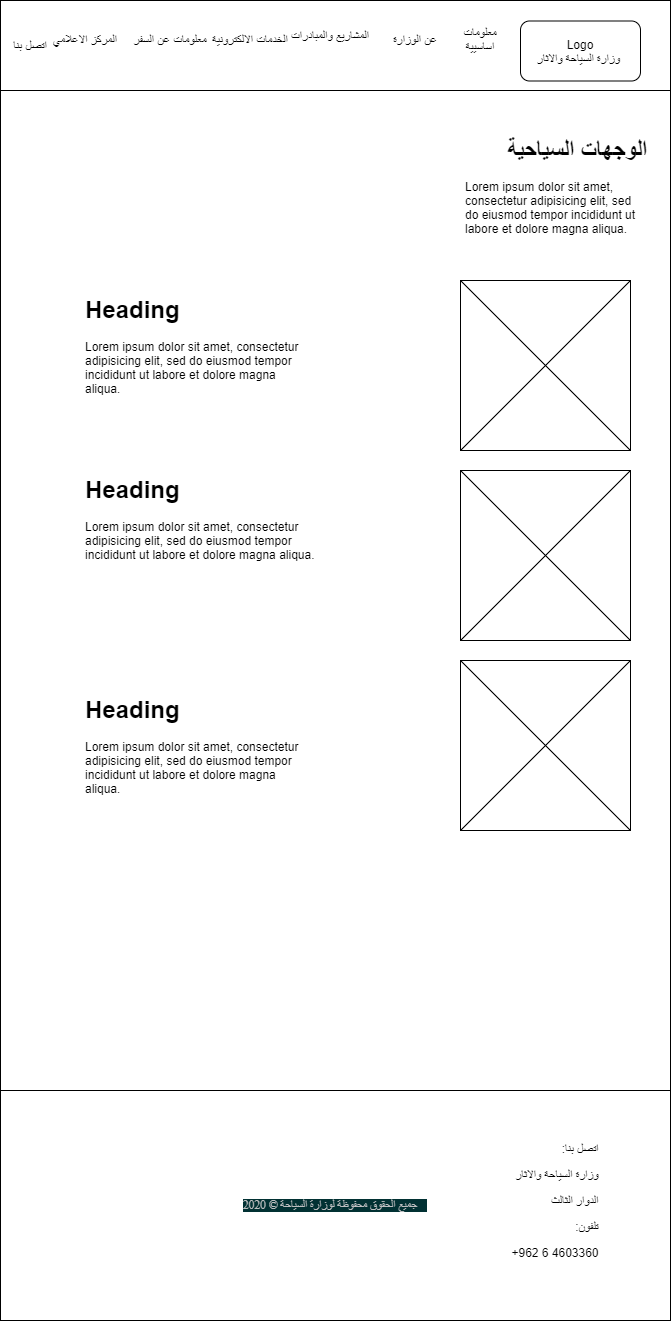 Logo
وزارة السياحة والاثار
معلومات
اساسيية
عن الوزارة
المشاريع والمبادرات
الخدمات الالكترونية
معلومات عن السفر
المركز الاعلامي
اتصل بنا
الوجهات السياحية
Lorem ipsum dolor sit amet,
consectetur adipisicing elit, sed
do eiusmod tempor incididunt ut
labore et dolore magna aliqua.
Heading
Lorem ipsum dolor sit amet, consectetur
adipisicing elit, sed do eiusmod tempor
incididunt ut labore et dolore magna
aliqua.
Heading
Lorem ipsum dolor sit amet, consectetur
adipisicing elit, sed do eiusmod tempor
incididunt ut labore et dolore magna aliqua.
Heading
Lorem ipsum dolor sit amet, consectetur
adipisicing elit, sed do eiusmod tempor
incididunt ut labore et dolore magna
aliqua.
اتصل بنا:
وزارة السياحة والاثار
الدوار الثالث
تلفون:
+962 6 4603360
جميع الحقوق محفوظة لوزارة السياحة © 2020